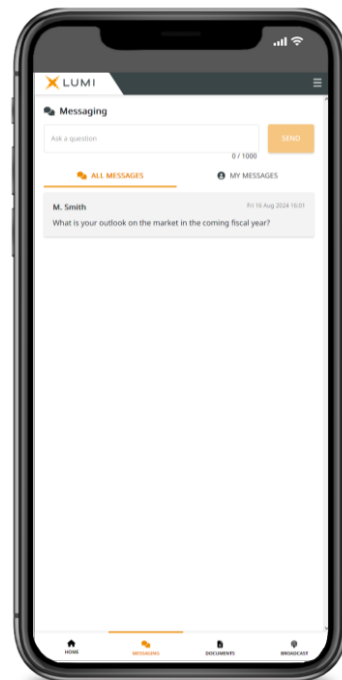 LUMI
Messaging
Ask a question
SEND
0 / 1000
ALL MESSAGES
MY MESSAGES
M. Smith
Fri 16 Aug 2024 16:01
What is your outlook on the market in the coming fiscal year?
HOME
MESSAGING
DOCUMENTS
BROADCAST